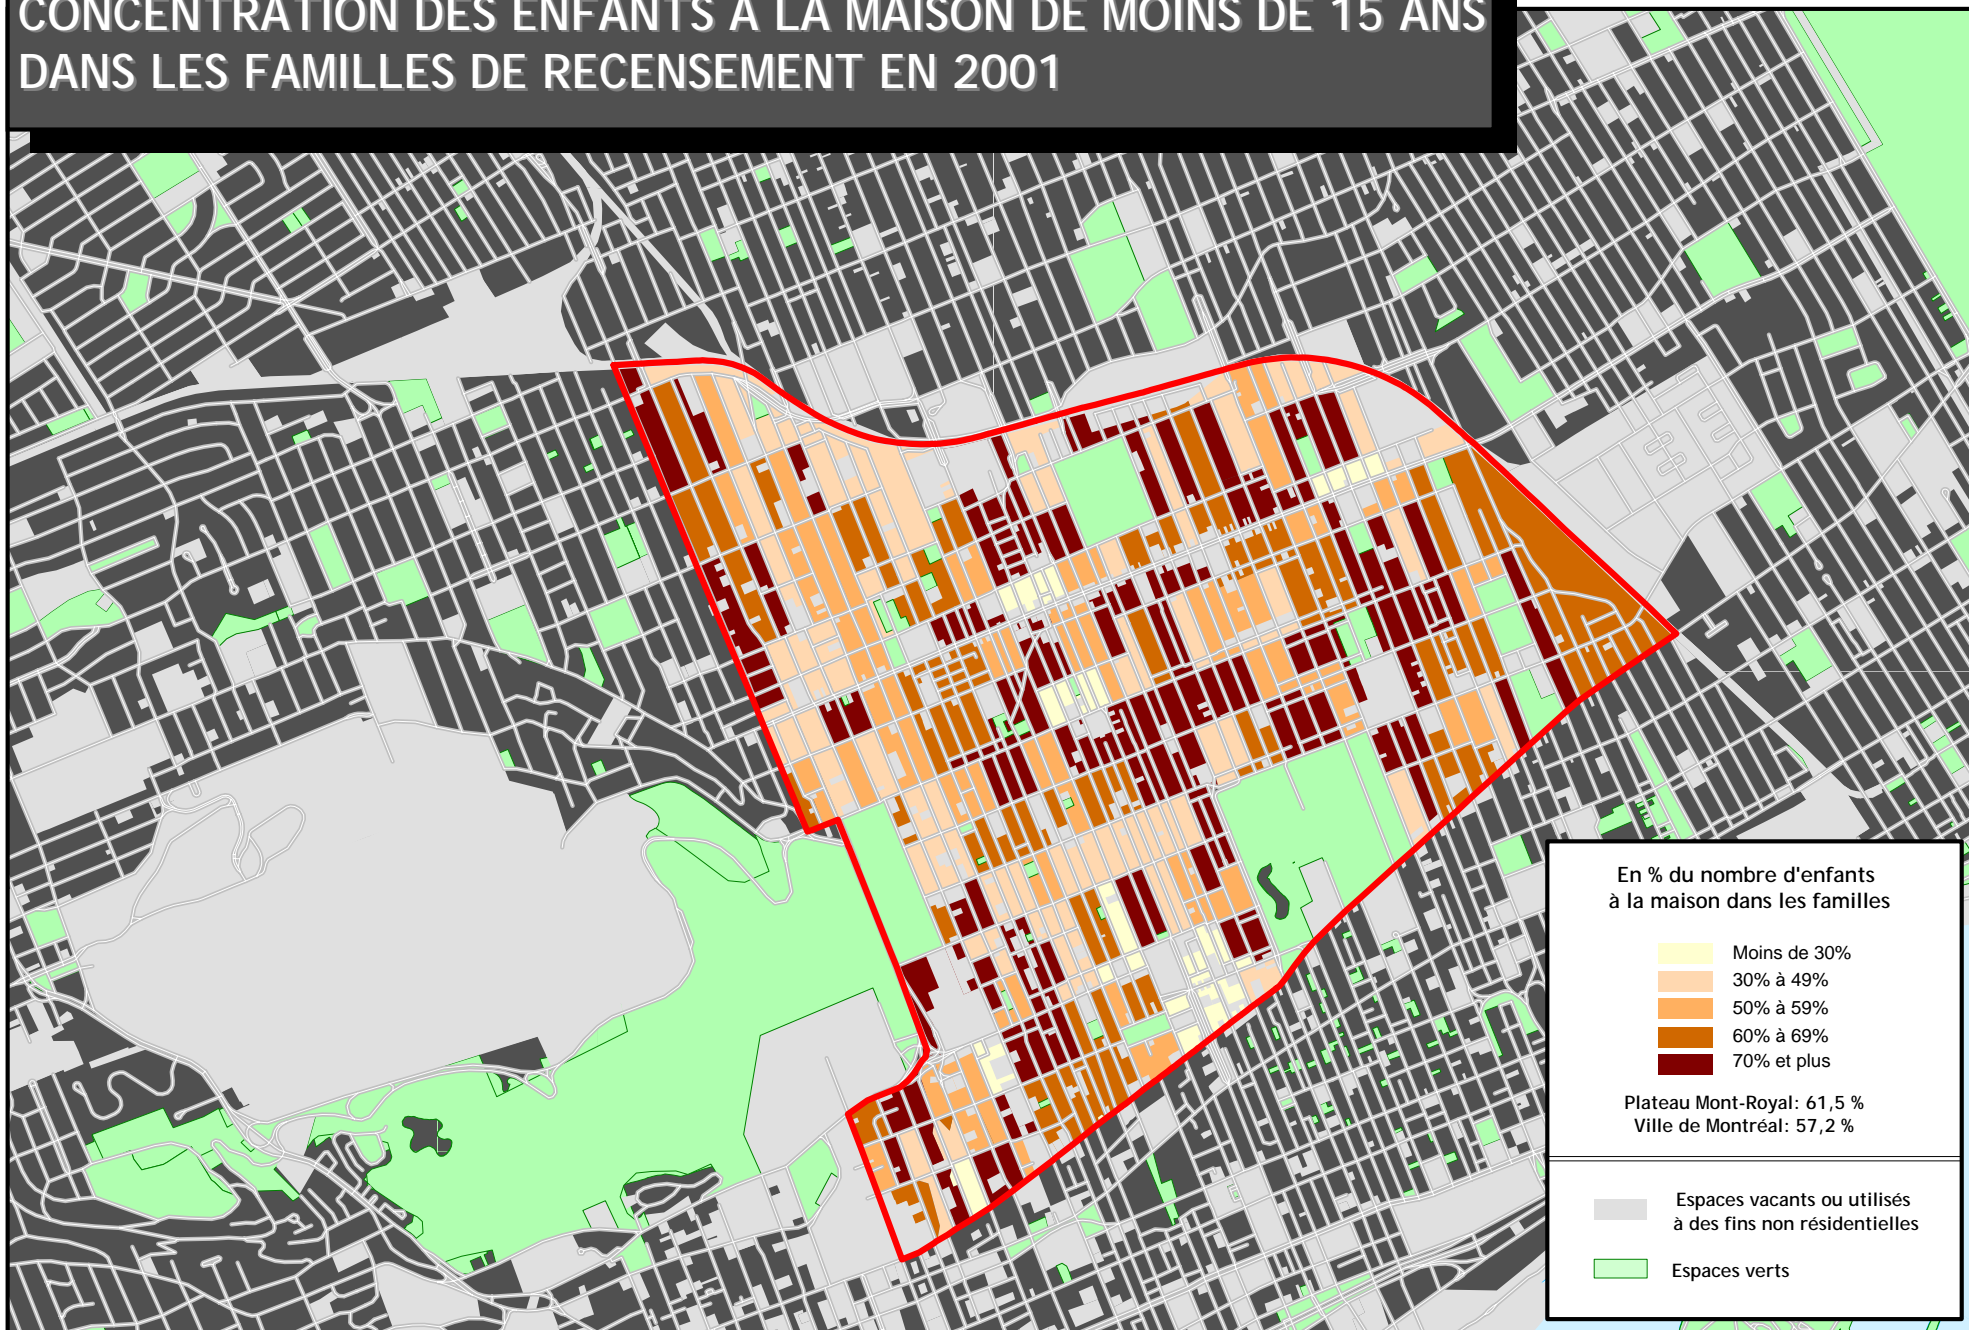 CONCENTRATION DES ENFANTS À LA MAISON DE MOINS DE 15 ANS
DANS LES FAMILLES DE RECENSEMENT EN 2001
En % du nombre d'enfants
à la maison dans les familles
Moins de 30%
30% à 49%
50% à 59%
60% à 69%
70% et plus
Plateau Mont-Royal: 61,5 %
Ville de Montréal: 57,2 %
Espaces vacants ou utilisés
à des fins non résidentielles
Espaces verts